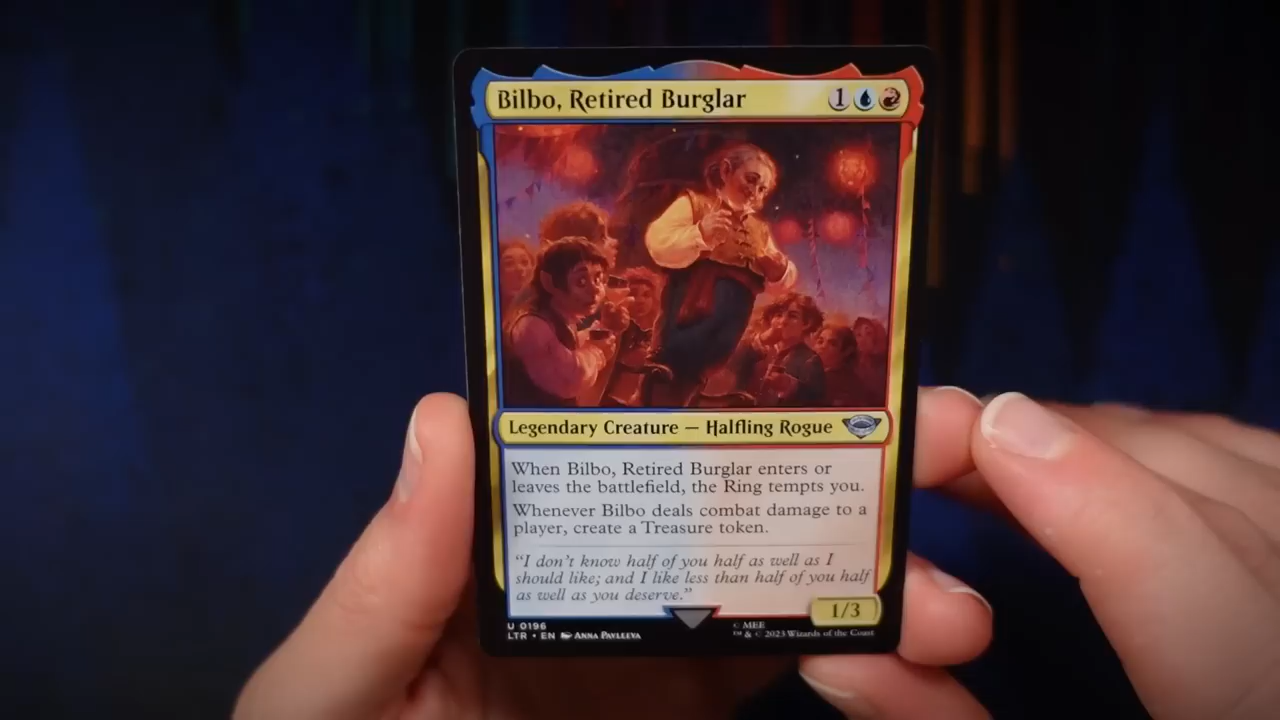 Bilbo, Retired Burglar 1
Legendary Creature — Halfling Rogue
When Bilbo, Retired Burglar enters or
leaves the battlefield, the Ring tempts you.
Whenever Bilbo deals combat damage to a
player, create a Treasure token.
“I don’t know half of you half as well as I
should like; and I like less than half of you half
as well as you deserve.”
1/3
U 0196
LTR • EN Anna Pavleeva
© MEE
™ & © 2023 Wizards of the Coast